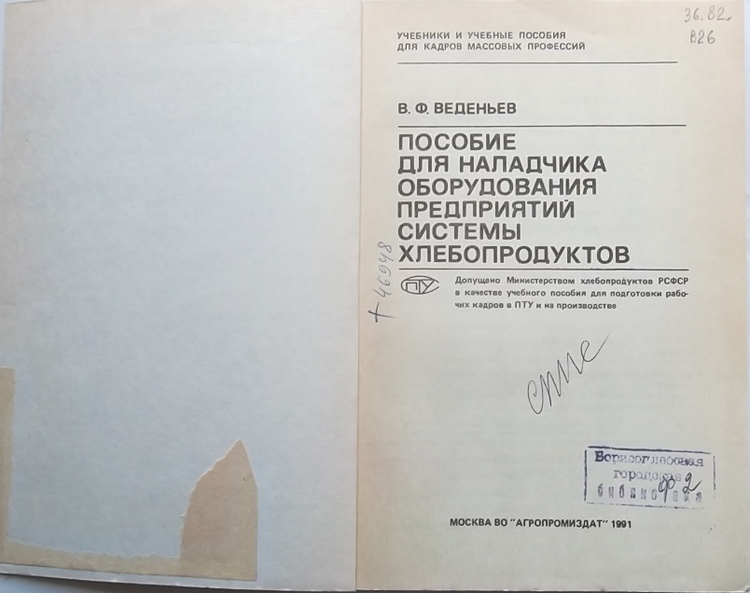 36.82.
В26
УЧЕБНИКИ И УЧЕБНЫЕ ПОСОБИЯ
ДЛЯ КАДРОВ МАССОВЫХ ПРОФЕССИЙ
В. Ф. ВЕДЕНЬЕВ
ПОСОБИЕ
ДЛЯ НАЛАДЧИКА
ОБОРУДОВАНИЯ
ПРЕДПРИЯТИЙ
СИСТЕМЫ
ХЛЕБОПРОДУКТОВ
46948
ПТУ
Допущено Министерством хлебопродуктов РСФСР
в качестве учебного пособия для подготовки рабо-
чих кадров в ПТУ и на производстве
Борисоглебская
городская
библиотека
ф 2
МОСКВА ВО "АГРОПРОМИЗДАТ" 1991